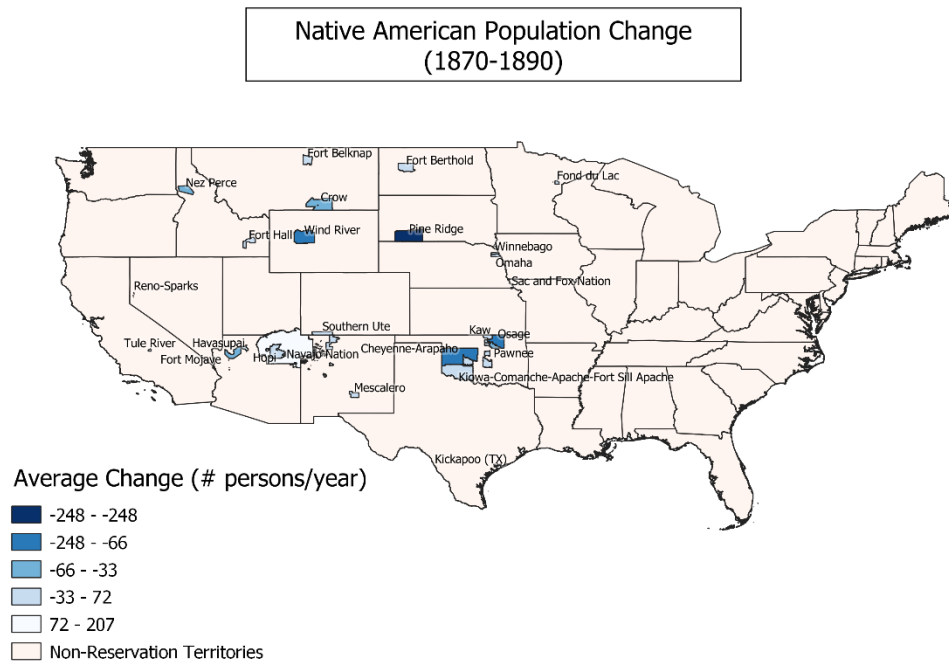 Native American Population Change
(1870-1890)
Fort Belknap
Fort Berthold
Fond du Lac
Nez Perce
Crow
Fort Hall
Wind River
Pine Ridge
Winnebago
Omaha
Sac and Fox Nation
Reno-Sparks
Southern Ute
Kaw
Osage
Tule River
Havasupai
Cheyenne-Arapaho
Pawnee
Fort Mojave
Hopi
Navajo Nation
Kiowa-Comanche-Apache-Fort Sill Apache
Mescalero
Kickapoo (TX)
Average Change (# persons/year)
-248 - -248
-248 - -66
-66 - -33
-33 - 72
72 - 207
Non-Reservation Territories